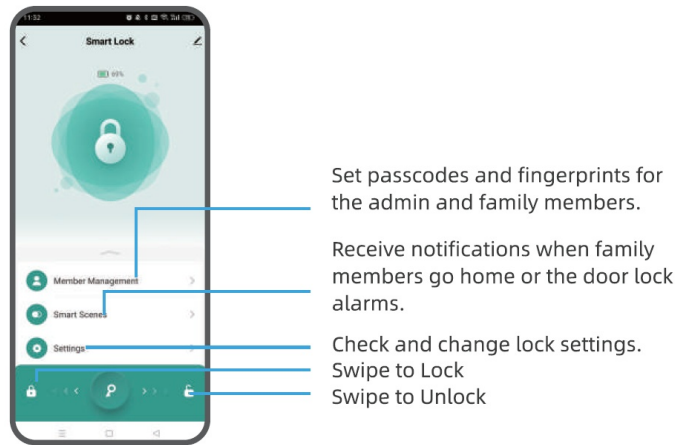 11:32
Smart Lock
69%
Member Management
Smart Scenes
Settings
Set passcodes and fingerprints for
the admin and family members.
Receive notifications when family
members go home or the door lock
alarms.
Check and change lock settings.
Swipe to Lock
Swipe to Unlock